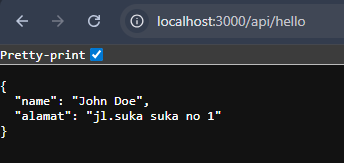 localhost:3000/api/hello
Pretty-print
{
"name": "John Doe",
"alamat": "jl.suka suka no 1"
}